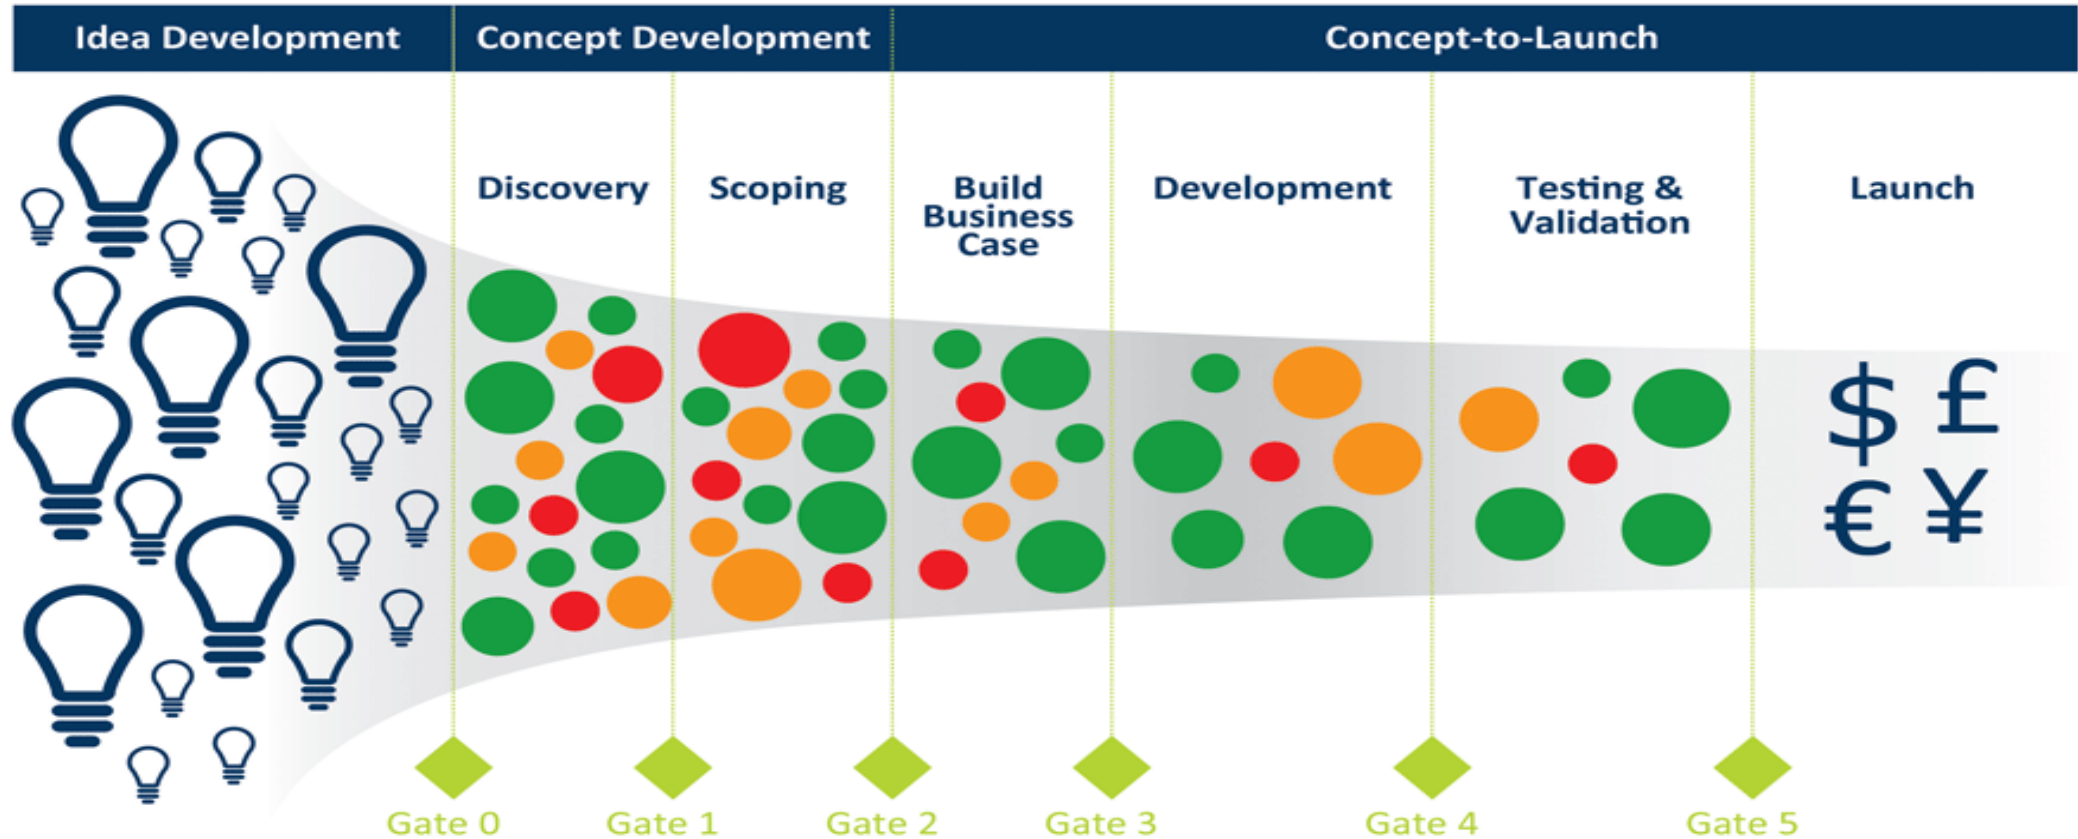 Idea Development
Concept Development
Concept-to-Launch
Discovery
Scoping
Build
Business
Case
Development
Testing &
Validation
Launch
$ £
€ ¥
Gate 0
Gate 1
Gate 2
Gate 3
Gate 4
Gate 5